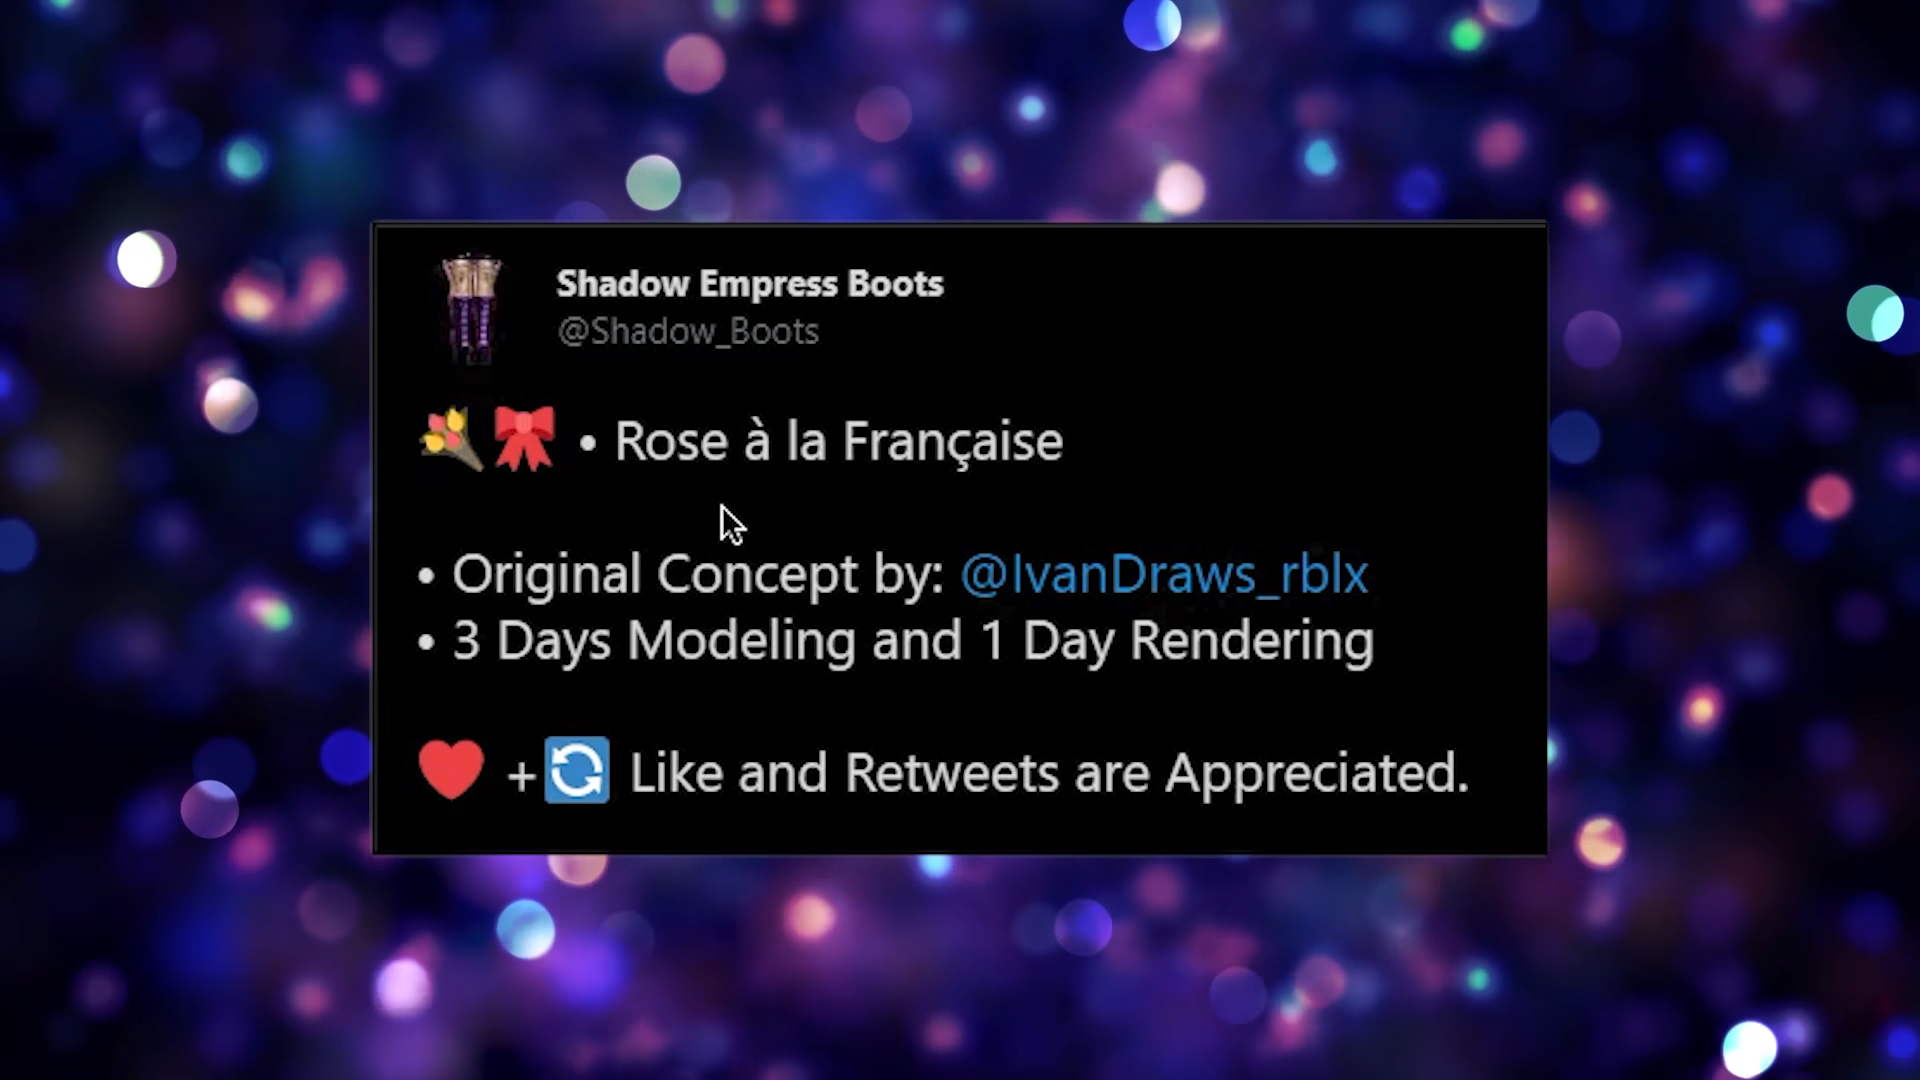 Shadow Empress Boots
@Shadow_Boots
💐🎀 • Rose à la Française
• Original Concept by: @IvanDraws_rblx
• 3 Days Modeling and 1 Day Rendering
❤️ +🔄 Like and Retweets are Appreciated.